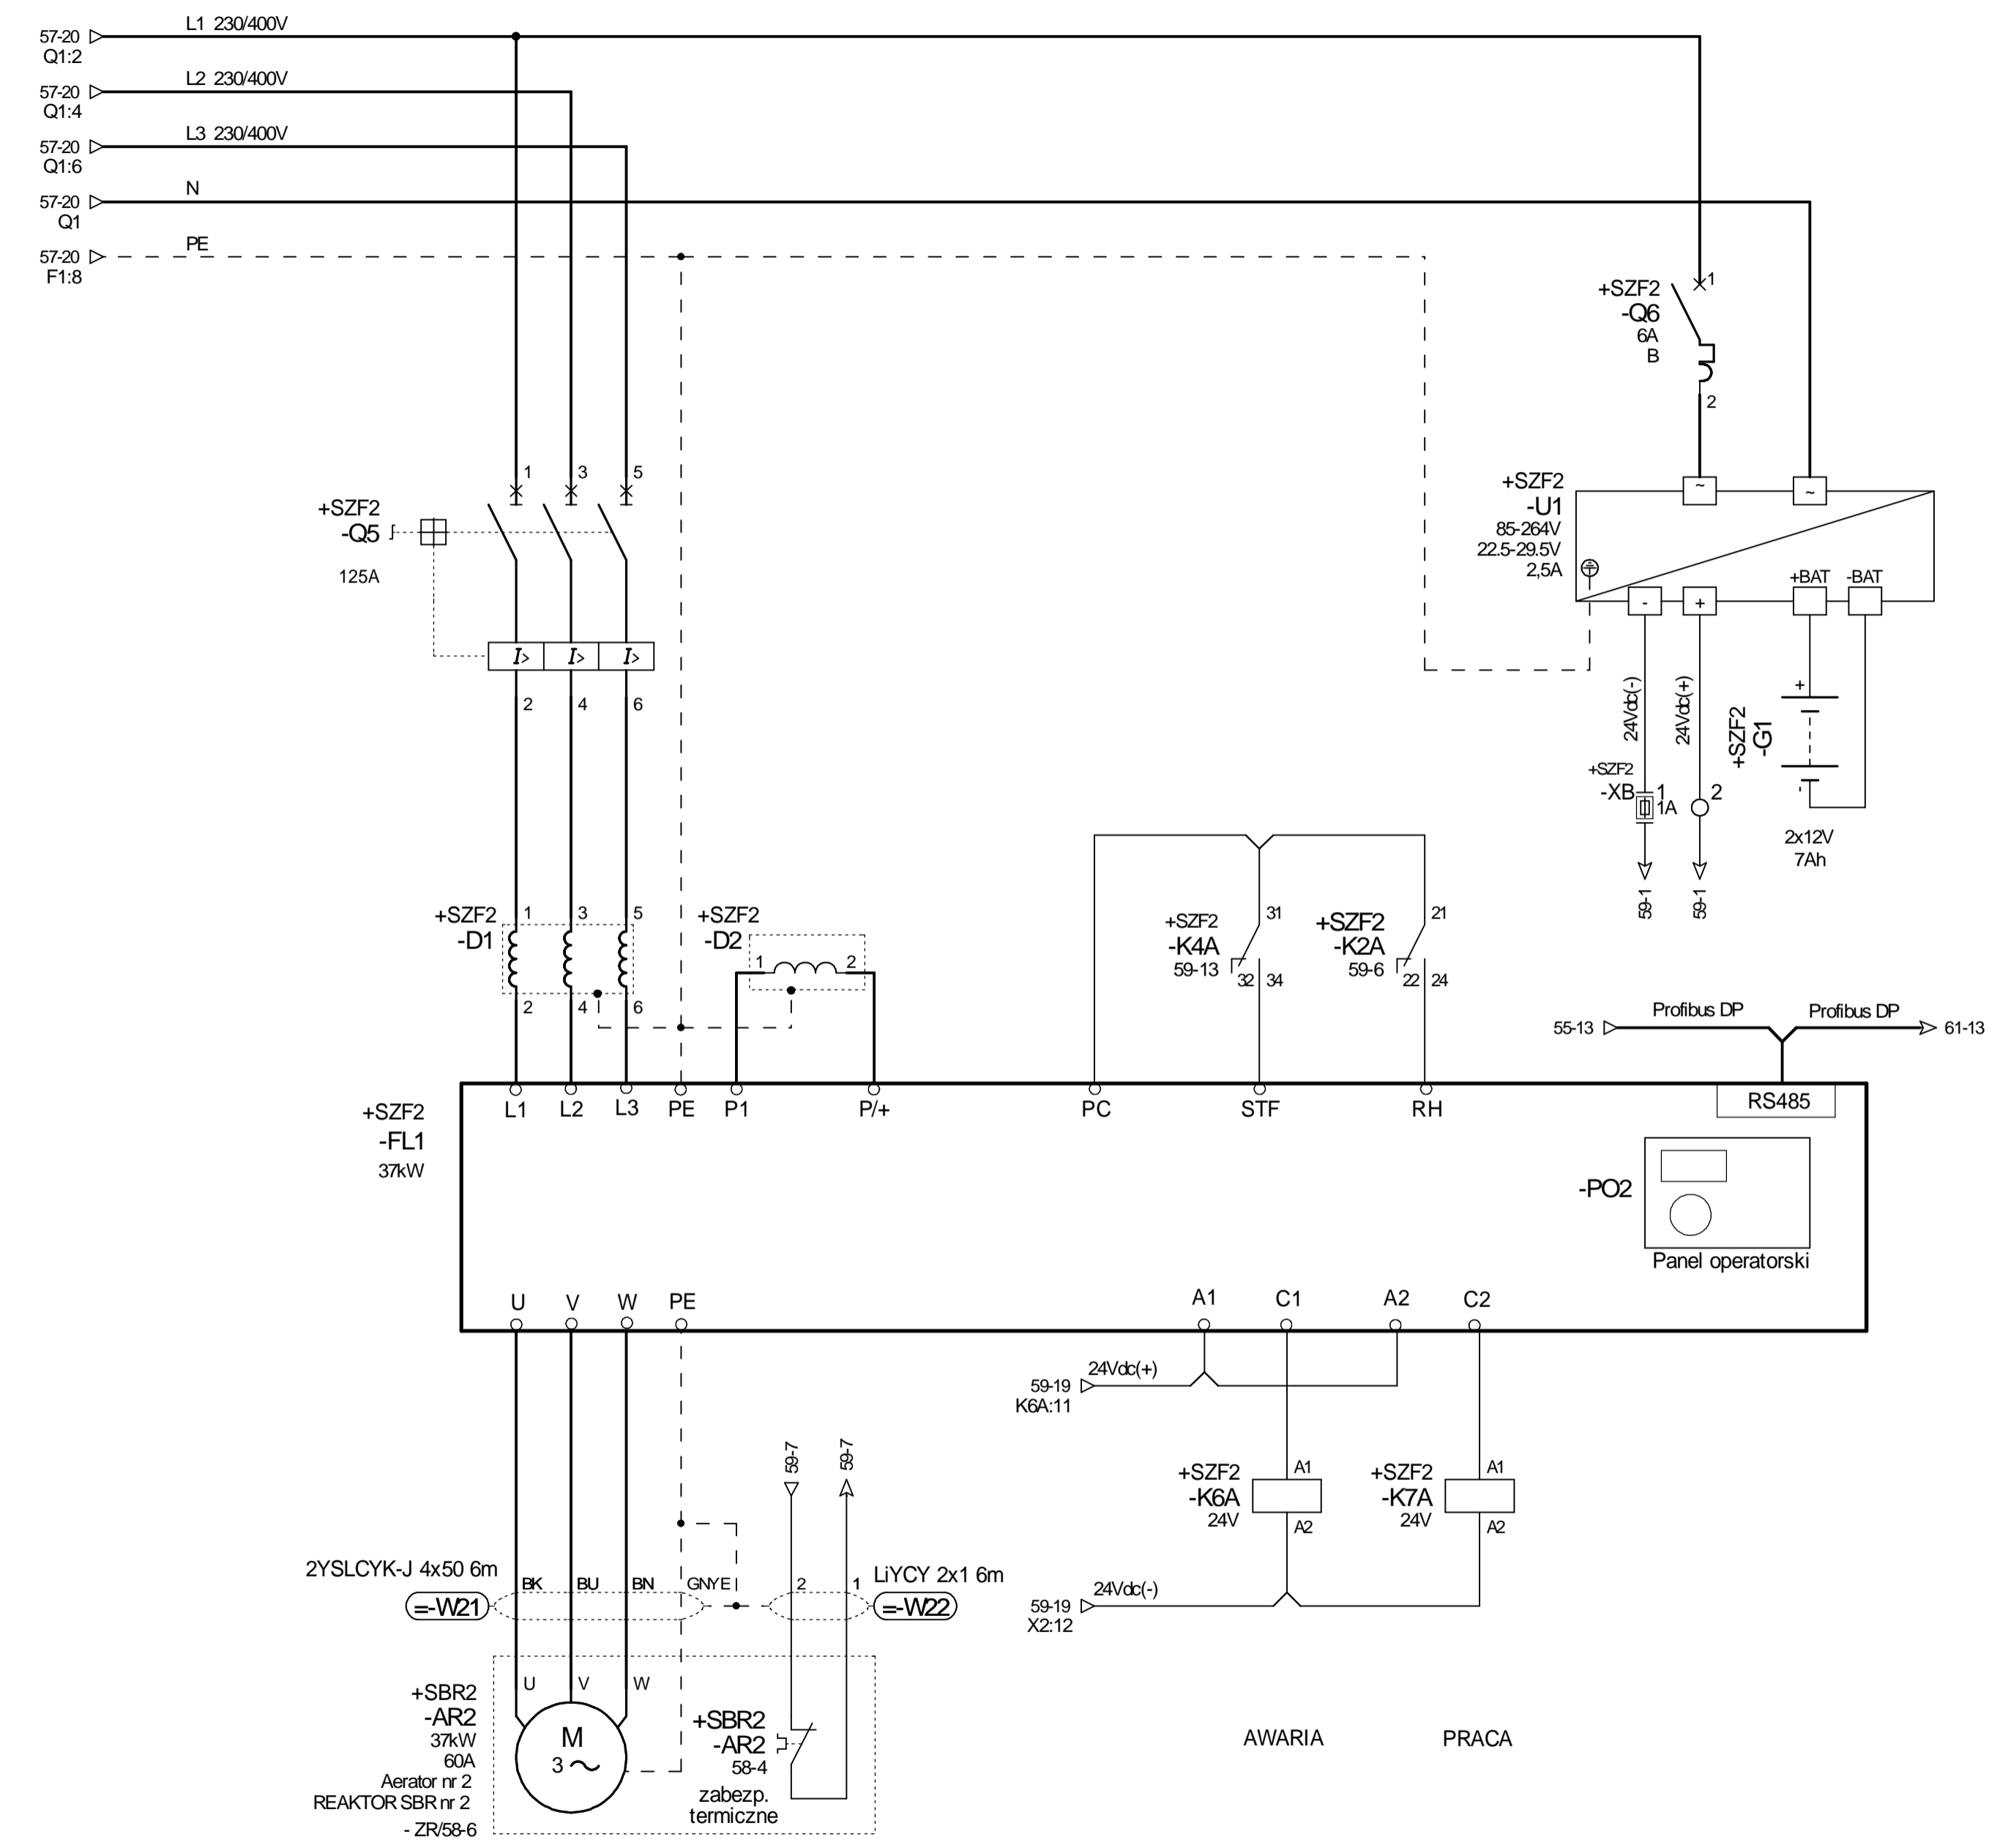 L1 230/400V
57-20
Q1:2
L2 230/400V
57-20
Q1:4
L3 230/400V
57-20
Q1:6
N
57-20
Q1
PE
57-20
F1:8
+SZF2
-Q6
6A
B
1
2
1 3 5
+SZF2
-Q5
125A
I> I> I>
2 4 6
+SZF2
-U1
85-264V
22.5-29.5V
2,5A
~ ~
+BAT -BAT
- +
24Vdc(-)
24Vdc(+)
+SZF2
-G1
+
-
+SZF2
-XB
1
1A
2
2x12V
7Ah
59-1
59-1
+SZF2
-D1
1 3 5
2 4 6
+SZF2
-D2
1 2
+SZF2
-K4A
59-13
31
32 34
+SZF2
-K2A
59-6
21
22 24
Profibus DP
Profibus DP
55-13
61-13
+SZF2
-FL1
37kW
L1 L2 L3 PE P1 P/+ PC STF RH
RS485
-PO2
Panel operatorski
U V W PE
A1 C1 A2 C2
24Vdc(+)
59-19
K6A:11
59-7
59-7
+SZF2
-K6A
24V
A1
A2
+SZF2
-K7A
24V
A1
A2
2YSLCYK-J 4x50 6m
=-W21
BK BU BN GNYE
2 1
LiYCY 2x1 6m
=-W22
24Vdc(-)
59-19
X2:12
U V W
+SBR2
-AR2
37kW
60A
Aerator nr 2
REAKTOR SBR nr 2
- ZR/58-6
M
3 ~
+SBR2
-AR2
58-4
zabezp.
termiczne
AWARIA
PRACA